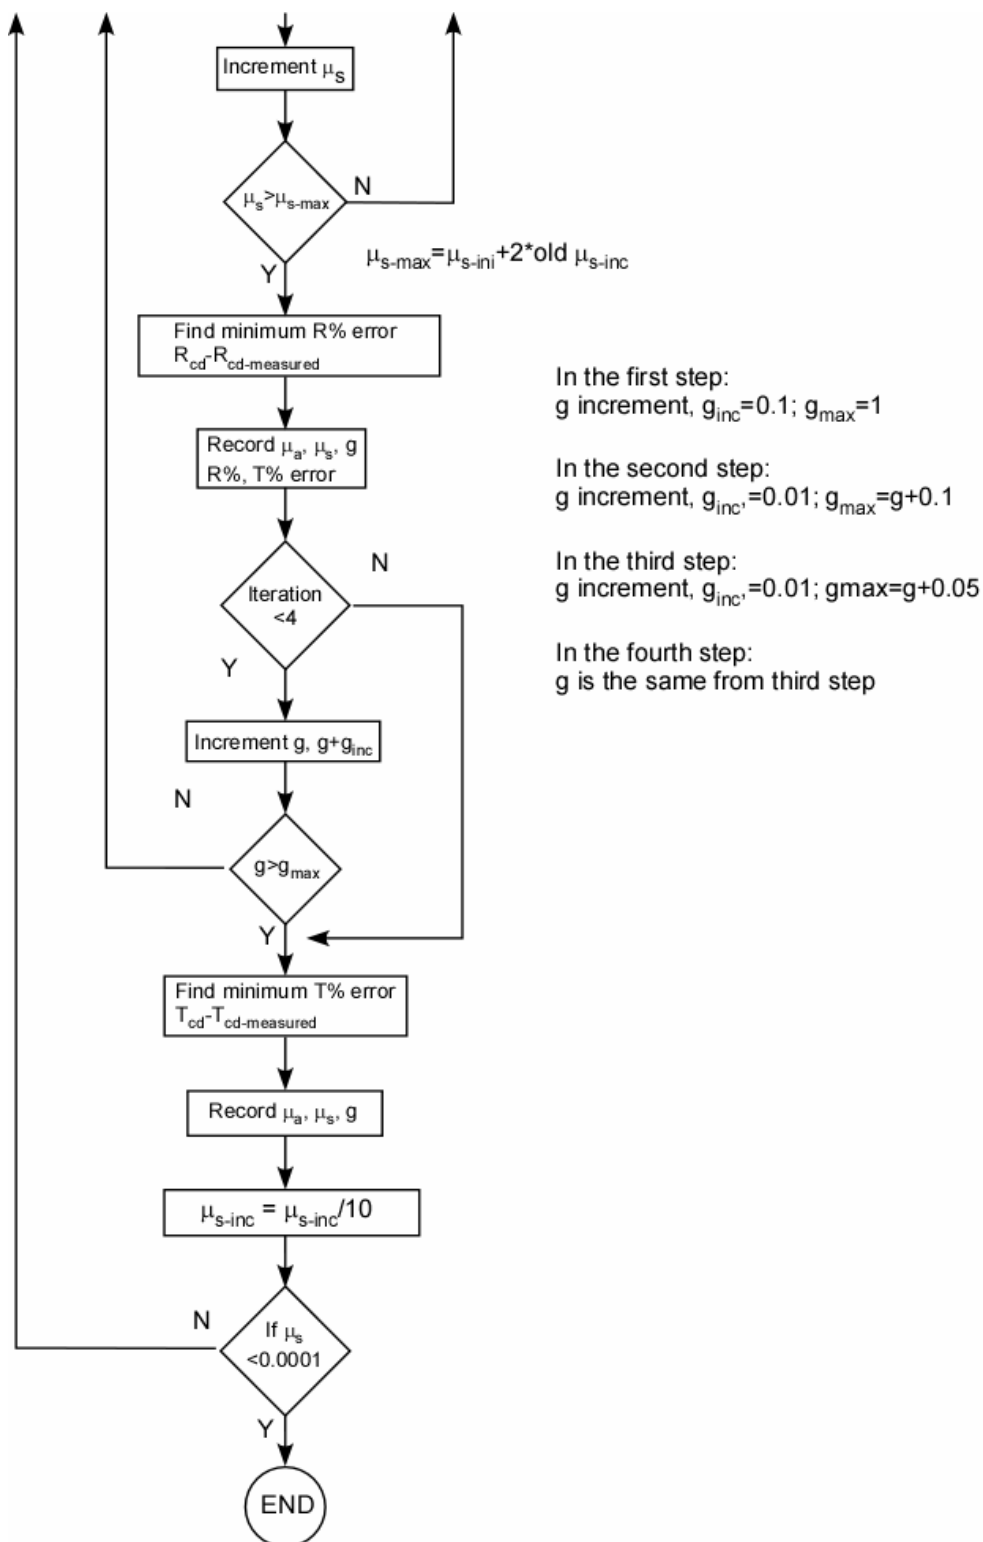 Increment μs
μs>μs-max
N
μs-max=μs-ini+2*old μs-inc
Y
Find minimum R% error
Rcd-Rcd-measured
In the first step:
g increment, ginc=0.1; gmax=1
Record μa, μs, g
R%, T% error
In the second step:
g increment, ginc,=0.01; gmax=g+0.1
N
Iteration
<4
In the third step:
g increment, ginc,=0.01; gmax=g+0.05
Y
In the fourth step:
g is the same from third step
Increment g, g+ginc
N
g>gmax
Y
Find minimum T% error
Tcd-Tcd-measured
Record μa, μs, g
μs-inc = μs-inc/10
N
If μs
<0.0001
Y
END